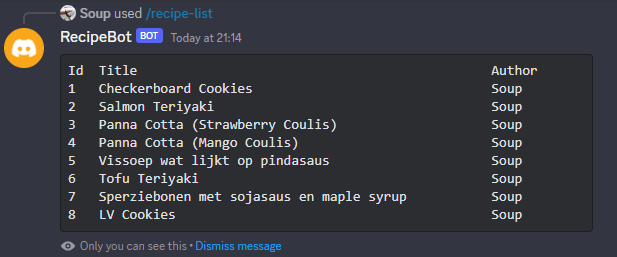 Soup used /recipe-list
RecipeBot BOT Today at 21:14
Id Title Author
1 Checkerboard Cookies Soup
2 Salmon Teriyaki Soup
3 Panna Cotta (Strawberry Coulis) Soup
4 Panna Cotta (Mango Coulis) Soup
5 Vissoep wat lijkt op pindasaus Soup
6 Tofu Teriyaki Soup
7 Sperziebonen met sojasaus en maple syrup Soup
8 LV Cookies Soup
Only you can see this • Dismiss message